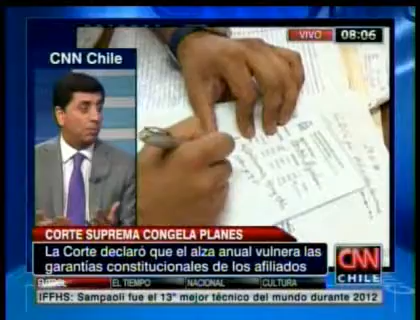 VIVO
08:06
CNN Chile
CORTE SUPREMA CONGELA PLANES
La Corte declaró que el alza anual vulnera las
garantías constitucionales de los afiliados
CNN
CHILE
FÚTBOL EL TIEMPO NACIONAL CULTURA
IFFHS: Sampaoli fue el 13º mejor técnico del mundo durante 2012